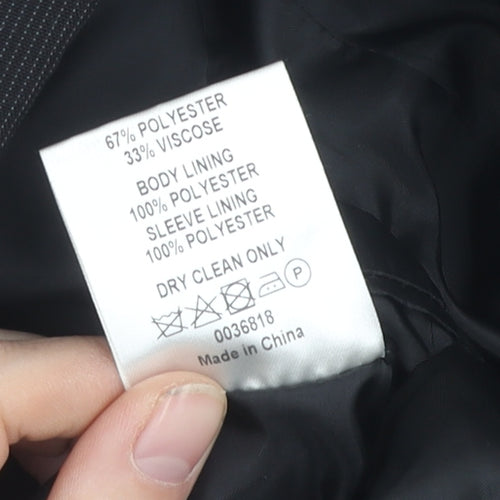 67% POLYESTER
33% VISCOSE
BODY LINING
100% POLYESTER
SLEEVE LINING
100% POLYESTER
DRY CLEAN ONLY
P
0036818
Made in China